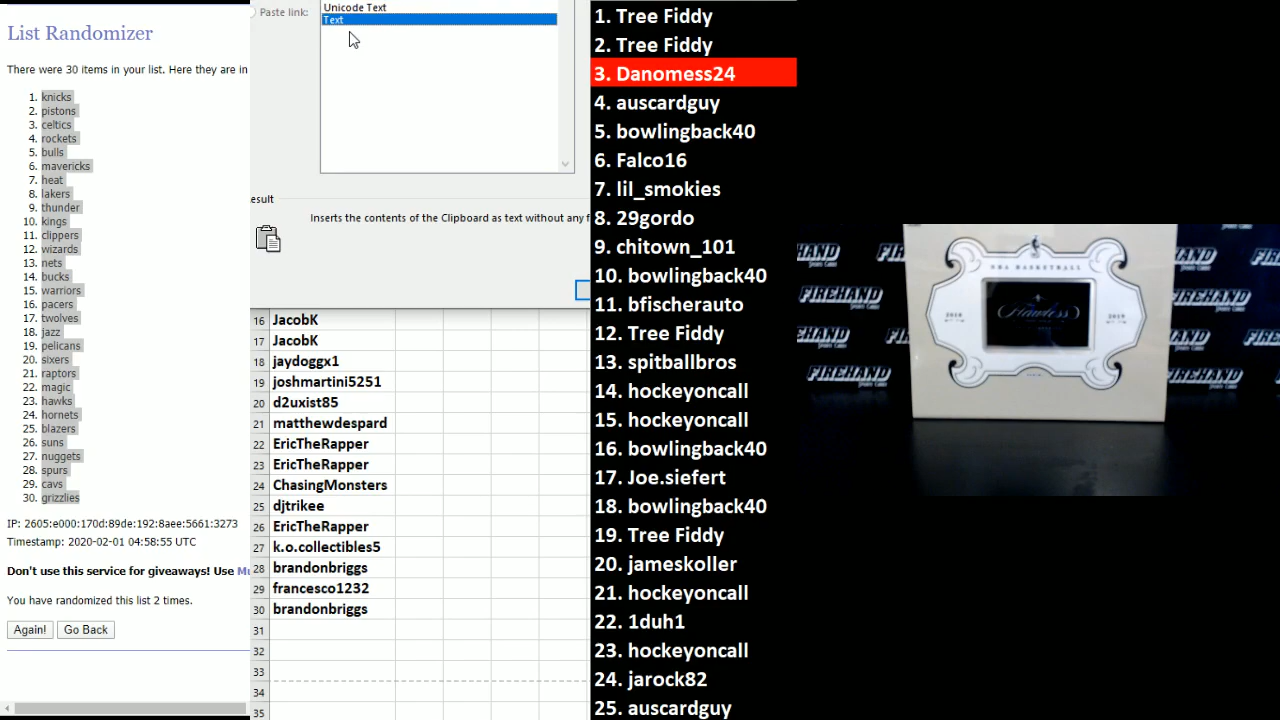 List Randomizer
There were 30 items in your list. Here they are in
1. knicks
2. pistons
3. celtics
4. rockets
5. bulls
6. mavericks
7. heat
8. lakers
9. thunder
10. kings
11. clippers
12. wizards
13. nets
14. bucks
15. warriors
16. pacers
17. twolves
18. jazz
19. pelicans
20. sixers
21. raptors
22. magic
23. hawks
24. hornets
25. blazers
26. suns
27. nuggets
28. spurs
29. cavs
30. grizzlies
IP: 2605:e000:170d:89de:192:8aee:5661:3273
Timestamp: 2020-02-01 04:58:55 UTC
Don't use this service for giveaways! Use
You have randomized this list 2 times.
Again! Go Back
Paste link:
Unicode Text
Text
esult
Inserts the contents of the Clipboard as text without any f
16 JacobK
17 JacobK
18 jaydoggx1
19 joshmartini5251
20 d2uxist85
21 matthewdespard
22 EricTheRapper
23 EricTheRapper
24 ChasingMonsters
25 djtrikee
26 EricTheRapper
27 k.o.collectibles5
28 brandonbriggs
29 francesco1232
30 brandonbriggs
31
32
33
34
35
1. Tree Fiddy
2. Tree Fiddy
3. Danomess24
4. auscardguy
5. bowlingback40
6. Falco16
7. lil_smokies
8. 29gordo
9. chitown_101
10. bowlingback40
11. bfischerauto
12. Tree Fiddy
13. spitballbros
14. hockeyoncall
15. hockeyoncall
16. bowlingback40
17. Joe.siefert
18. bowlingback40
19. Tree Fiddy
20. jameskoller
21. hockeyoncall
22. 1duh1
23. hockeyoncall
24. jarock82
25. auscardguy
NBA BASKETBALL
Flawless
2018
2019
FIREHAND
FIREHAND
FIREHAND
FIREHAND
FIREHAND